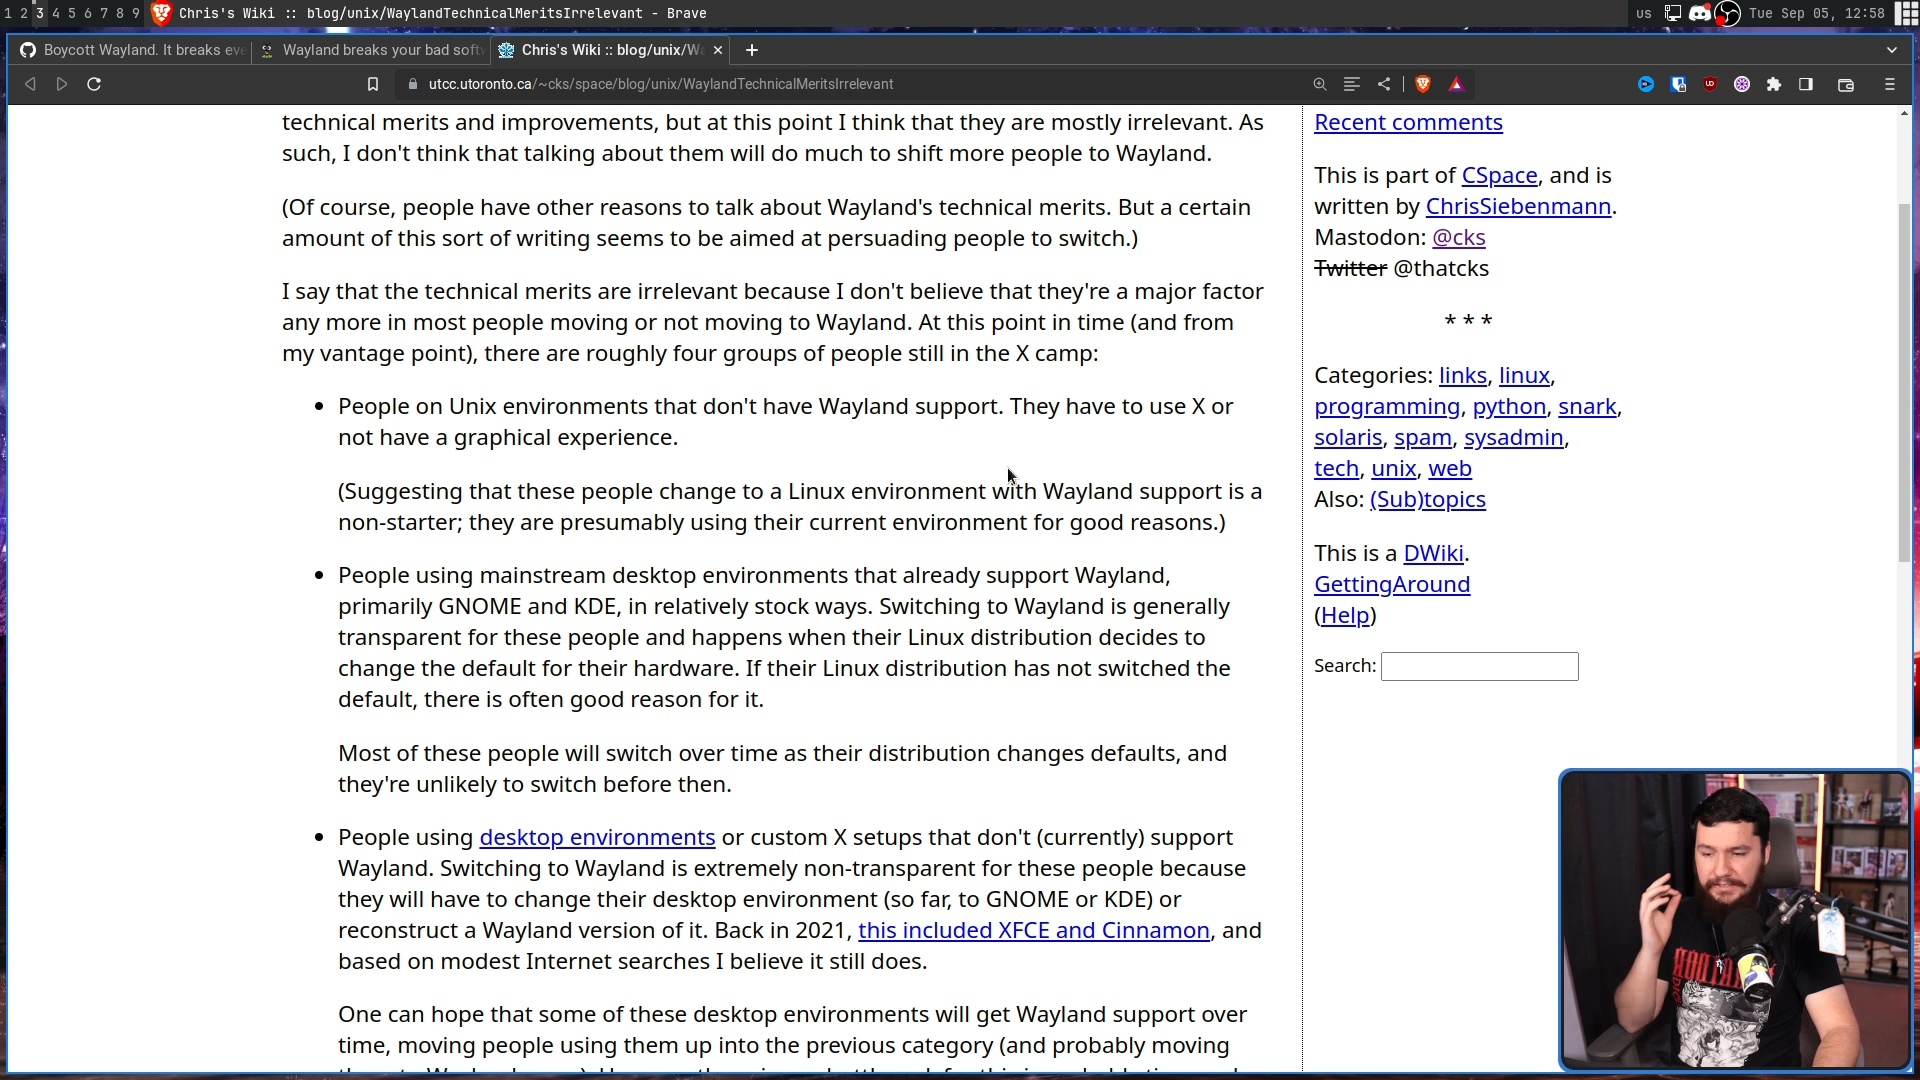 1 2 3 4 5 6 7 8 9 Chris's Wiki :: blog/unix/WaylandTechnicalMeritsIrrelevant - Brave us Tue Sep 05, 12:58
Boycott Wayland. It breaks eve Wayland breaks your bad softw Chris's Wiki :: blog/unix/Wa
utcc.utoronto.ca/~cks/space/blog/unix/WaylandTechnicalMeritsIrrelevant
technical merits and improvements, but at this point I think that they are mostly irrelevant. As
such, I don't think that talking about them will do much to shift more people to Wayland.
(Of course, people have other reasons to talk about Wayland's technical merits. But a certain
amount of this sort of writing seems to be aimed at persuading people to switch.)
I say that the technical merits are irrelevant because I don't believe that they're a major factor
any more in most people moving or not moving to Wayland. At this point in time (and from
my vantage point), there are roughly four groups of people still in the X camp:
• People on Unix environments that don't have Wayland support. They have to use X or
not have a graphical experience.
(Suggesting that these people change to a Linux environment with Wayland support is a
non-starter; they are presumably using their current environment for good reasons.)
• People using mainstream desktop environments that already support Wayland,
primarily GNOME and KDE, in relatively stock ways. Switching to Wayland is generally
transparent for these people and happens when their Linux distribution decides to
change the default for their hardware. If their Linux distribution has not switched the
default, there is often good reason for it.
Most of these people will switch over time as their distribution changes defaults, and
they're unlikely to switch before then.
• People using desktop environments or custom X setups that don't (currently) support
Wayland. Switching to Wayland is extremely non-transparent for these people because
they will have to change their desktop environment (so far, to GNOME or KDE) or
reconstruct a Wayland version of it. Back in 2021, this included XFCE and Cinnamon, and
based on modest Internet searches I believe it still does.
One can hope that some of these desktop environments will get Wayland support over
time, moving people using them up into the previous category (and probably moving
Recent comments
This is part of CSpace, and is
written by ChrisSiebenmann.
Mastodon: @cks
Twitter @thatcks
* * *
Categories: links, linux,
programming, python, snark,
solaris, spam, sysadmin,
tech, unix, web
Also: (Sub)topics
This is a DWiki.
GettingAround
(Help)
Search: